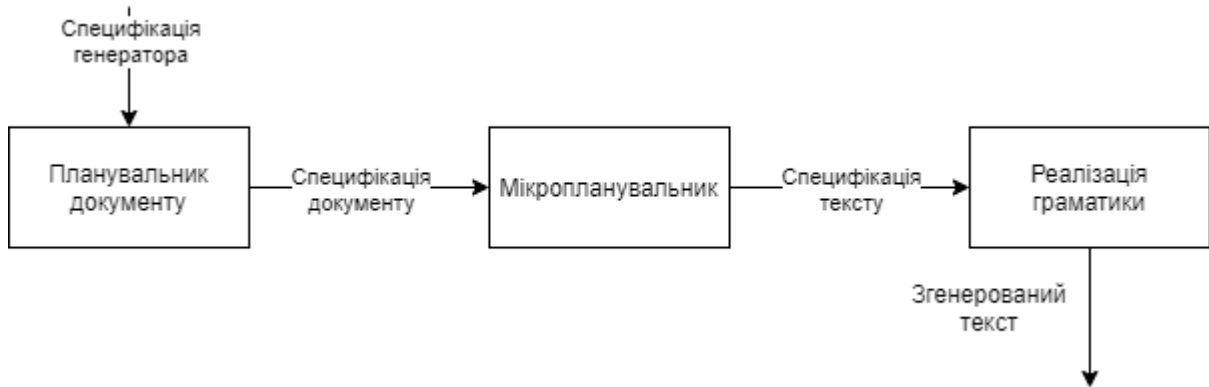 Специфікація
генератора
Планувальник
документу
Специфікація
документу
Мікропланувальник
Специфікація
тексту
Реалізація
граматики
Згенерований
текст